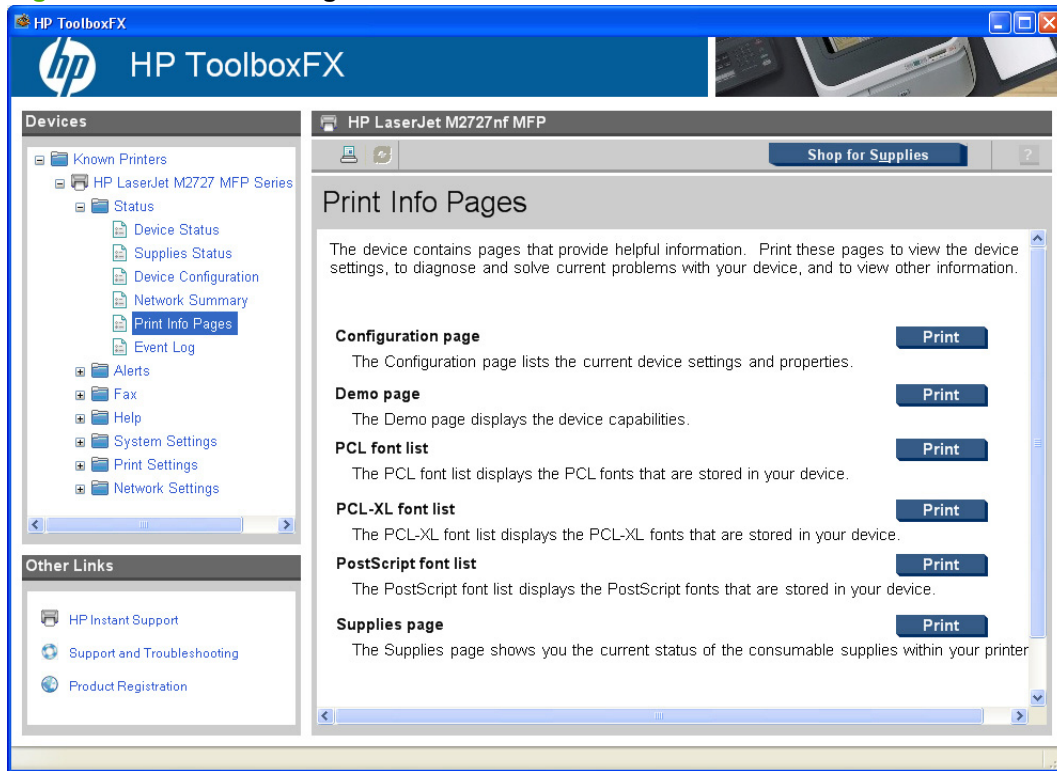 HP ToolboxFX
hp
HP ToolboxFX
Devices
Known Printers
HP LaserJet M2727 MFP Series
Status
Device Status
Supplies Status
Device Configuration
Network Summary
Print Info Pages
Event Log
Alerts
Fax
Help
System Settings
Print Settings
Network Settings
Other Links
HP Instant Support
Support and Troubleshooting
Product Registration
HP LaserJet M2727nf MFP
Shop for Supplies
?
Print Info Pages
The device contains pages that provide helpful information. Print these pages to view the device
settings, to diagnose and solve current problems with your device, and to view other information.
Configuration page Print
The Configuration page lists the current device settings and properties.
Demo page Print
The Demo page displays the device capabilities.
PCL font list Print
The PCL font list displays the PCL fonts that are stored in your device.
PCL-XL font list Print
The PCL-XL font list displays the PCL-XL fonts that are stored in your device.
PostScript font list Print
The PostScript font list displays the PostScript fonts that are stored in your device.
Supplies page Print
The Supplies page shows you the current status of the consumable supplies within your printer